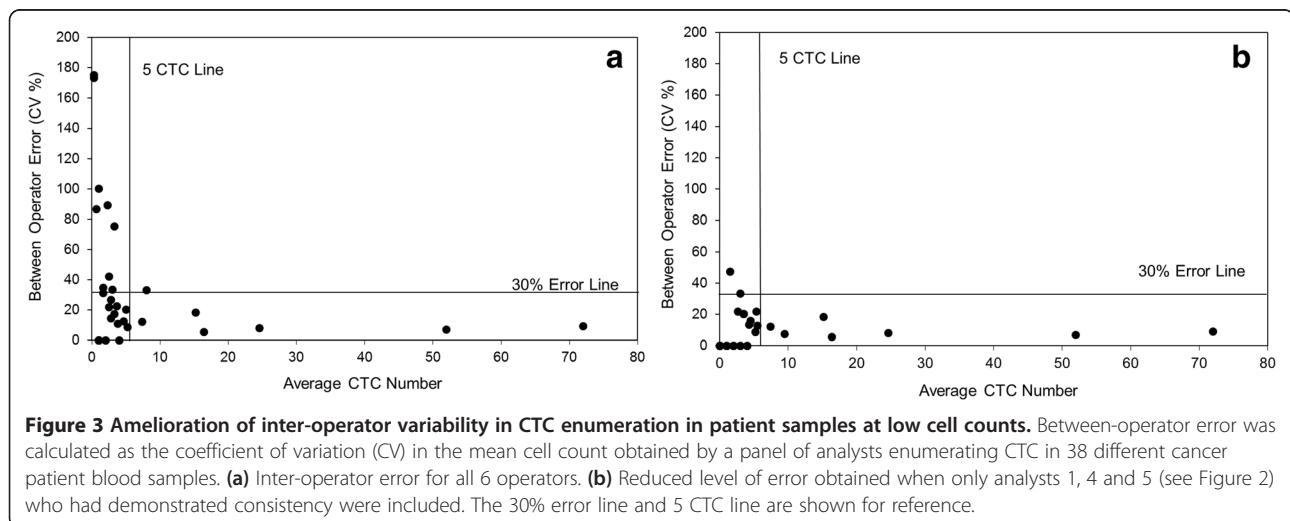 a
5 CTC Line
30% Error Line
Between Operator Error (CV %)
200
180
160
140
120
100
80
60
40
20
0
0 10 20 30 40 50 60 70 80
Average CTC Number
b
5 CTC Line
30% Error Line
Between Operator Error (CV %)
200
180
160
140
120
100
80
60
40
20
0
0 10 20 30 40 50 60 70 80
Average CTC Number
Figure 3 Amelioration of inter-operator variability in CTC enumeration in patient samples at low cell counts. Between-operator error was
calculated as the coefficient of variation (CV) in the mean cell count obtained by a panel of analysts enumerating CTC in 38 different cancer
patient blood samples. (a) Inter-operator error for all 6 operators. (b) Reduced level of error obtained when only analysts 1, 4 and 5 (see Figure 2)
who had demonstrated consistency were included. The 30% error line and 5 CTC line are shown for reference.